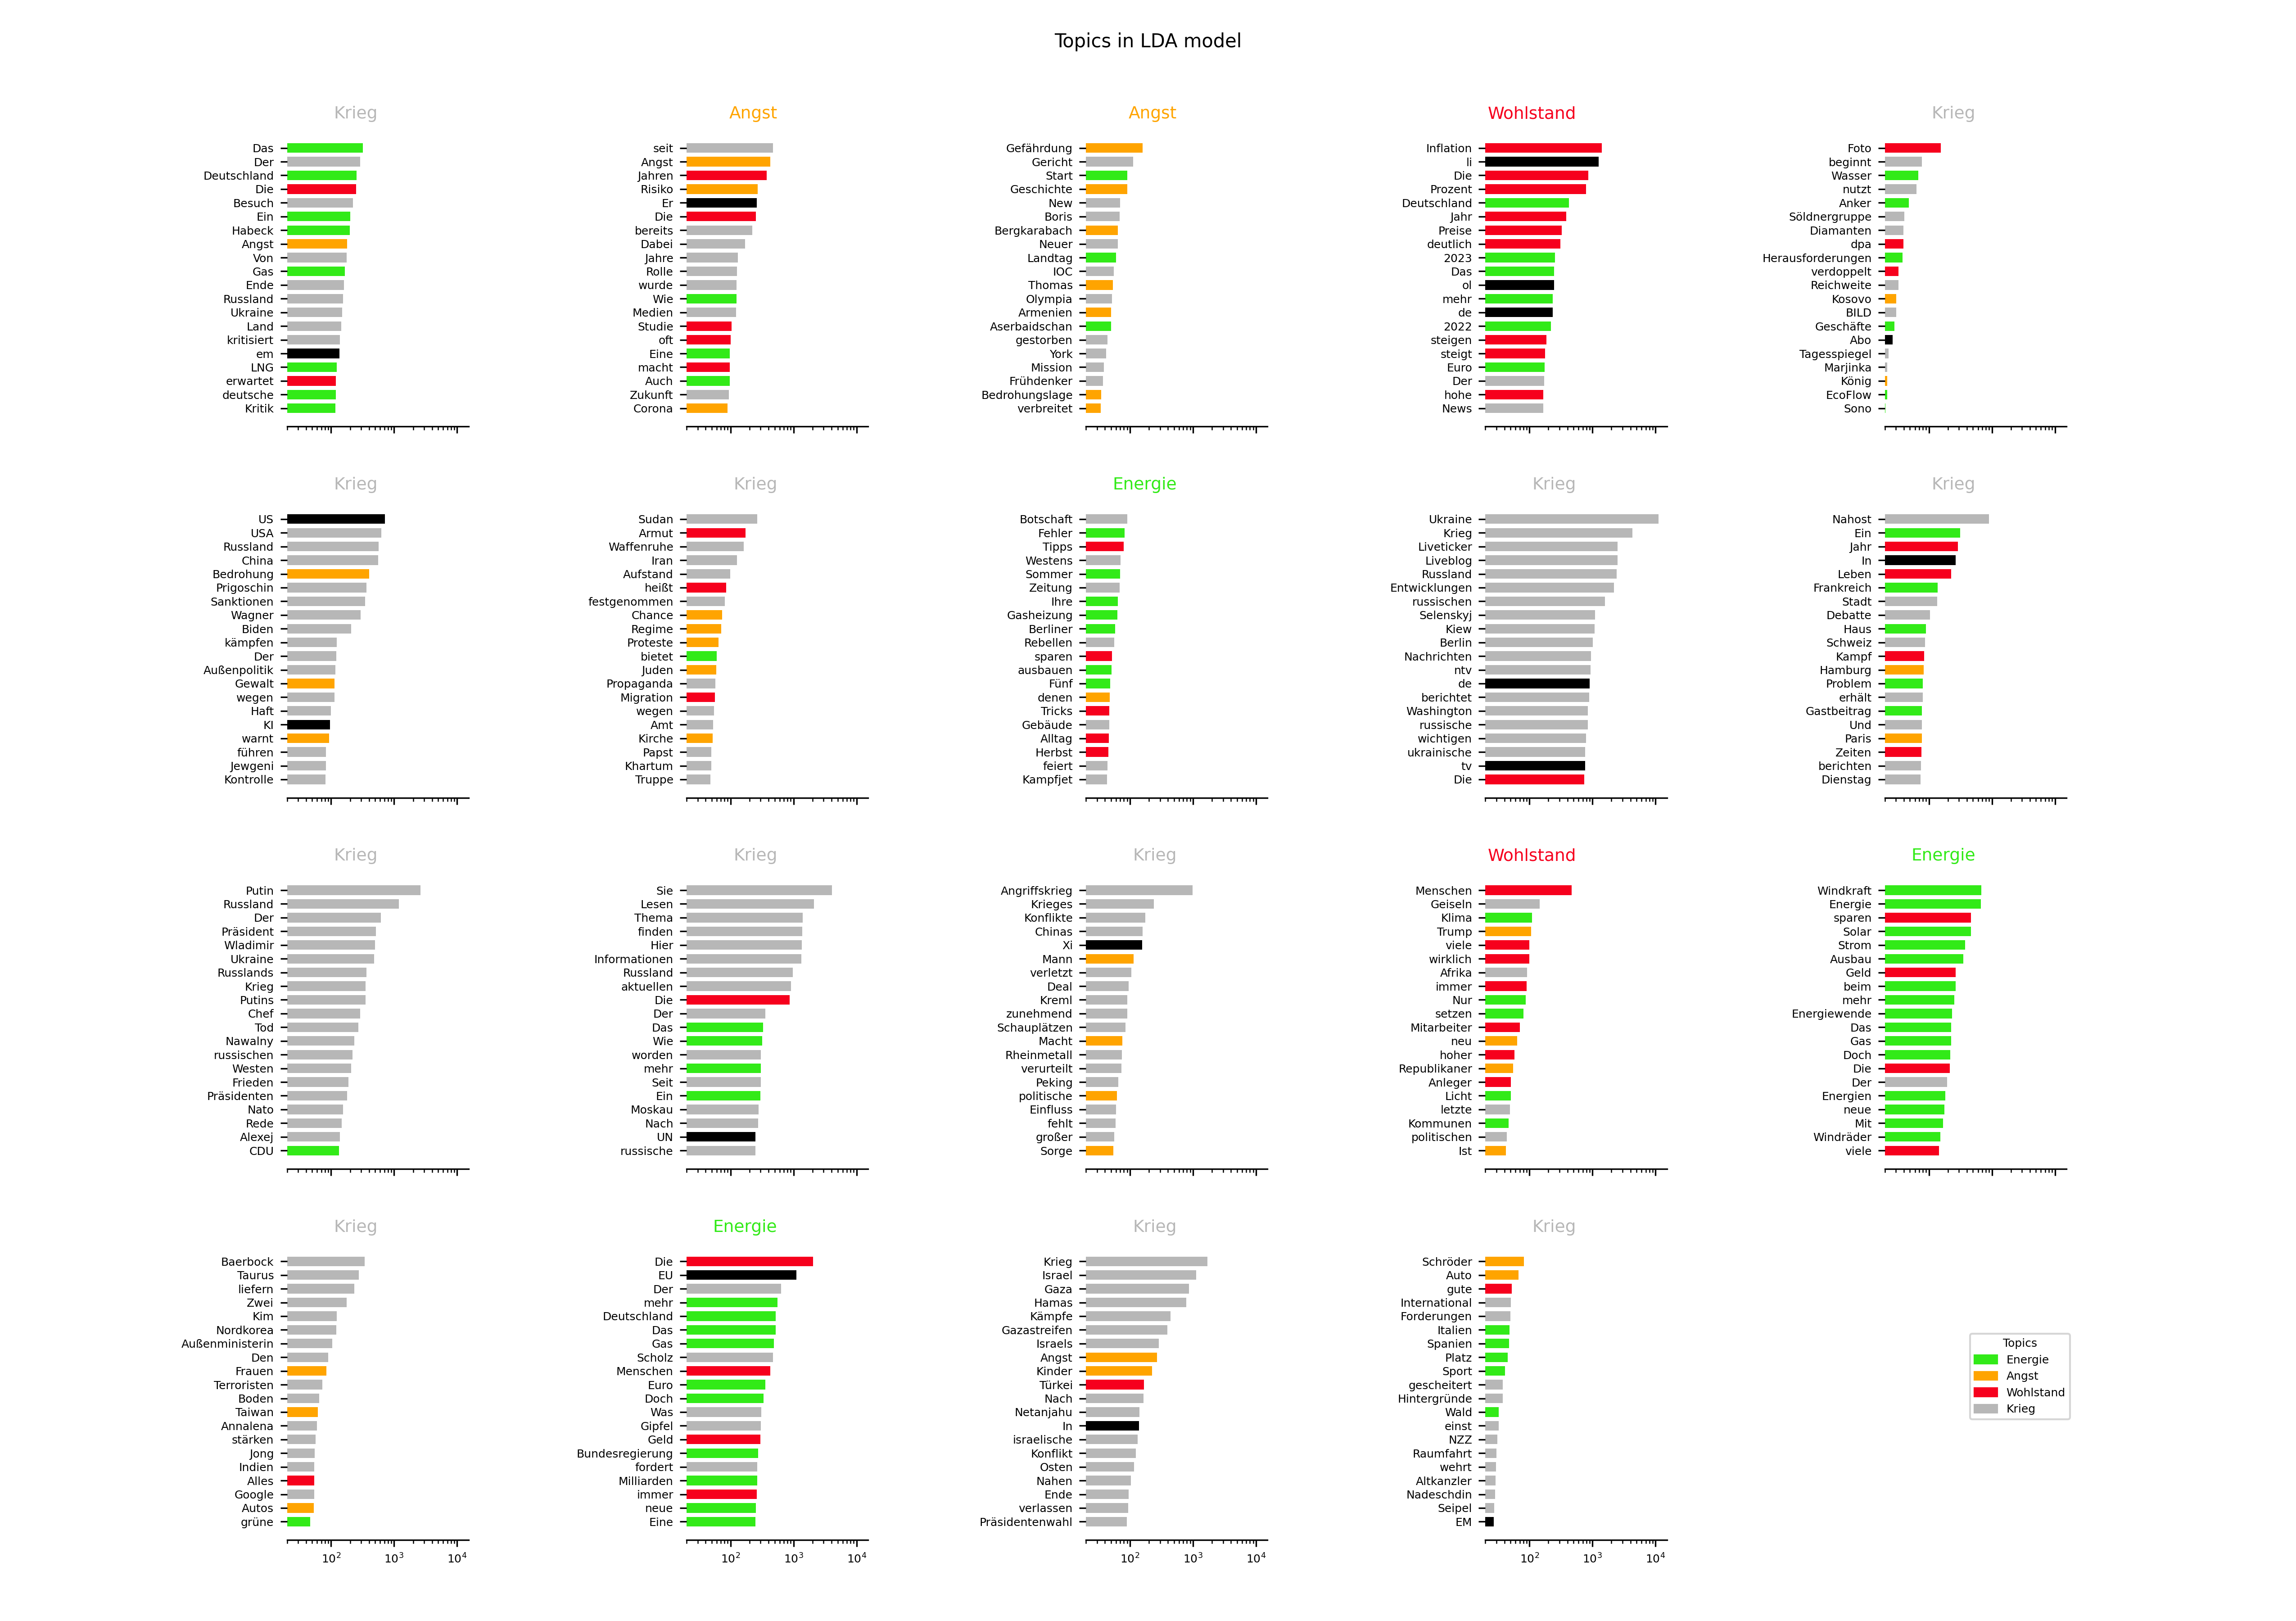 Topics in LDA model
Krieg
Das
Der
Deutschland
Die
Besuch
Ein
Habeck
Angst
Von
Gas
Ende
Russland
Ukraine
Land
kritisiert
em
LNG
erwartet
deutsche
Kritik
Angst
seit
Angst
Jahren
Risiko
Er
Die
bereits
Dabei
Jahre
Rolle
wurde
Wie
Medien
Studie
oft
Eine
macht
Auch
Zukunft
Corona
Angst
Gefährdung
Gericht
Start
Geschichte
New
Boris
Bergkarabach
Neuer
Landtag
IOC
Thomas
Olympia
Armenien
Aserbaidschan
gestorben
York
Mission
Frühdenker
Bedrohungslage
verbreitet
Wohlstand
Inflation
li
Die
Prozent
Deutschland
Jahr
Preise
deutlich
2023
Das
ol
mehr
de
2022
steigen
steigt
Euro
Der
hohe
News
Krieg
Foto
beginnt
Wasser
nutzt
Anker
Söldnergruppe
Diamanten
dpa
Herausforderungen
verdoppelt
Reichweite
Kosovo
BILD
Geschäfte
Abo
Tagesspiegel
Marjinka
König
EcoFlow
Sono
Krieg
US
USA
Russland
China
Bedrohung
Prigoschin
Sanktionen
Wagner
Biden
kämpfen
Der
Außenpolitik
Gewalt
wegen
Haft
KI
warnt
führen
Jewgeni
Kontrolle
Krieg
Sudan
Armut
Waffenruhe
Iran
Aufstand
heißt
festgenommen
Chance
Regime
Proteste
bietet
Juden
Propaganda
Migration
wegen
Amt
Kirche
Papst
Khartum
Truppe
Energie
Botschaft
Fehler
Tipps
Westens
Sommer
Zeitung
Ihre
Gasheizung
Berliner
Rebellen
sparen
ausbauen
Fünf
denen
Tricks
Gebäude
Alltag
Herbst
feiert
Kampfjet
Krieg
Ukraine
Krieg
Liveticker
Liveblog
Russland
Entwicklungen
russischen
Selenskyj
Kiew
Berlin
Nachrichten
ntv
de
berichtet
Washington
russische
wichtigen
ukrainische
tv
Die
Krieg
Nahost
Ein
Jahr
In
Leben
Frankreich
Stadt
Debatte
Haus
Schweiz
Kampf
Hamburg
Problem
erhält
Gastbeitrag
Und
Paris
Zeiten
berichten
Dienstag
Krieg
Putin
Russland
Der
Präsident
Wladimir
Ukraine
Russlands
Krieg
Putins
Chef
Tod
Nawalny
russischen
Westen
Frieden
Präsidenten
Nato
Rede
Alexej
CDU
Krieg
Sie
Lesen
Thema
finden
Hier
Informationen
Russland
aktuellen
Die
Der
Das
Wie
worden
mehr
Seit
Ein
Moskau
Nach
UN
russische
Krieg
Angriffskrieg
Krieges
Konflikte
Chinas
Xi
Mann
verletzt
Deal
Kreml
zunehmend
Schauplätzen
Macht
Rheinmetall
verurteilt
Peking
politische
Einfluss
fehlt
großer
Sorge
Wohlstand
Menschen
Geiseln
Klima
Trump
viele
wirklich
Afrika
immer
Nur
setzen
Mitarbeiter
neu
hoher
Republikaner
Anleger
Licht
letzte
Kommunen
politischen
Ist
Energie
Windkraft
Energie
sparen
Solar
Strom
Ausbau
Geld
beim
mehr
Energiewende
Das
Gas
Doch
Die
Der
Energien
neue
Mit
Windräder
viele
Krieg
Baerbock
Taurus
liefern
Zwei
Kim
Nordkorea
Außenministerin
Den
Frauen
Terroristen
Boden
Taiwan
Annalena
stärken
Jong
Indien
Alles
Google
Autos
grüne
10²
10³
10⁴
Energie
Die
EU
Der
mehr
Deutschland
Das
Gas
Scholz
Menschen
Euro
Doch
Was
Gipfel
Geld
Bundesregierung
fordert
Milliarden
immer
neue
Eine
10²
10³
10⁴
Krieg
Krieg
Israel
Gaza
Hamas
Kämpfe
Gazastreifen
Israels
Angst
Kinder
Türkei
Nach
Netanjahu
In
israelische
Konflikt
Osten
Nahen
Ende
verlassen
Präsidentenwahl
10²
10³
10⁴
Krieg
Schröder
Auto
gute
International
Forderungen
Italien
Spanien
Platz
Sport
gescheitert
Hintergründe
Wald
einst
NZZ
Raumfahrt
wehrt
Altkanzler
Nadeschdin
Seipel
EM
10²
10³
10⁴
Topics
Energie
Angst
Wohlstand
Krieg